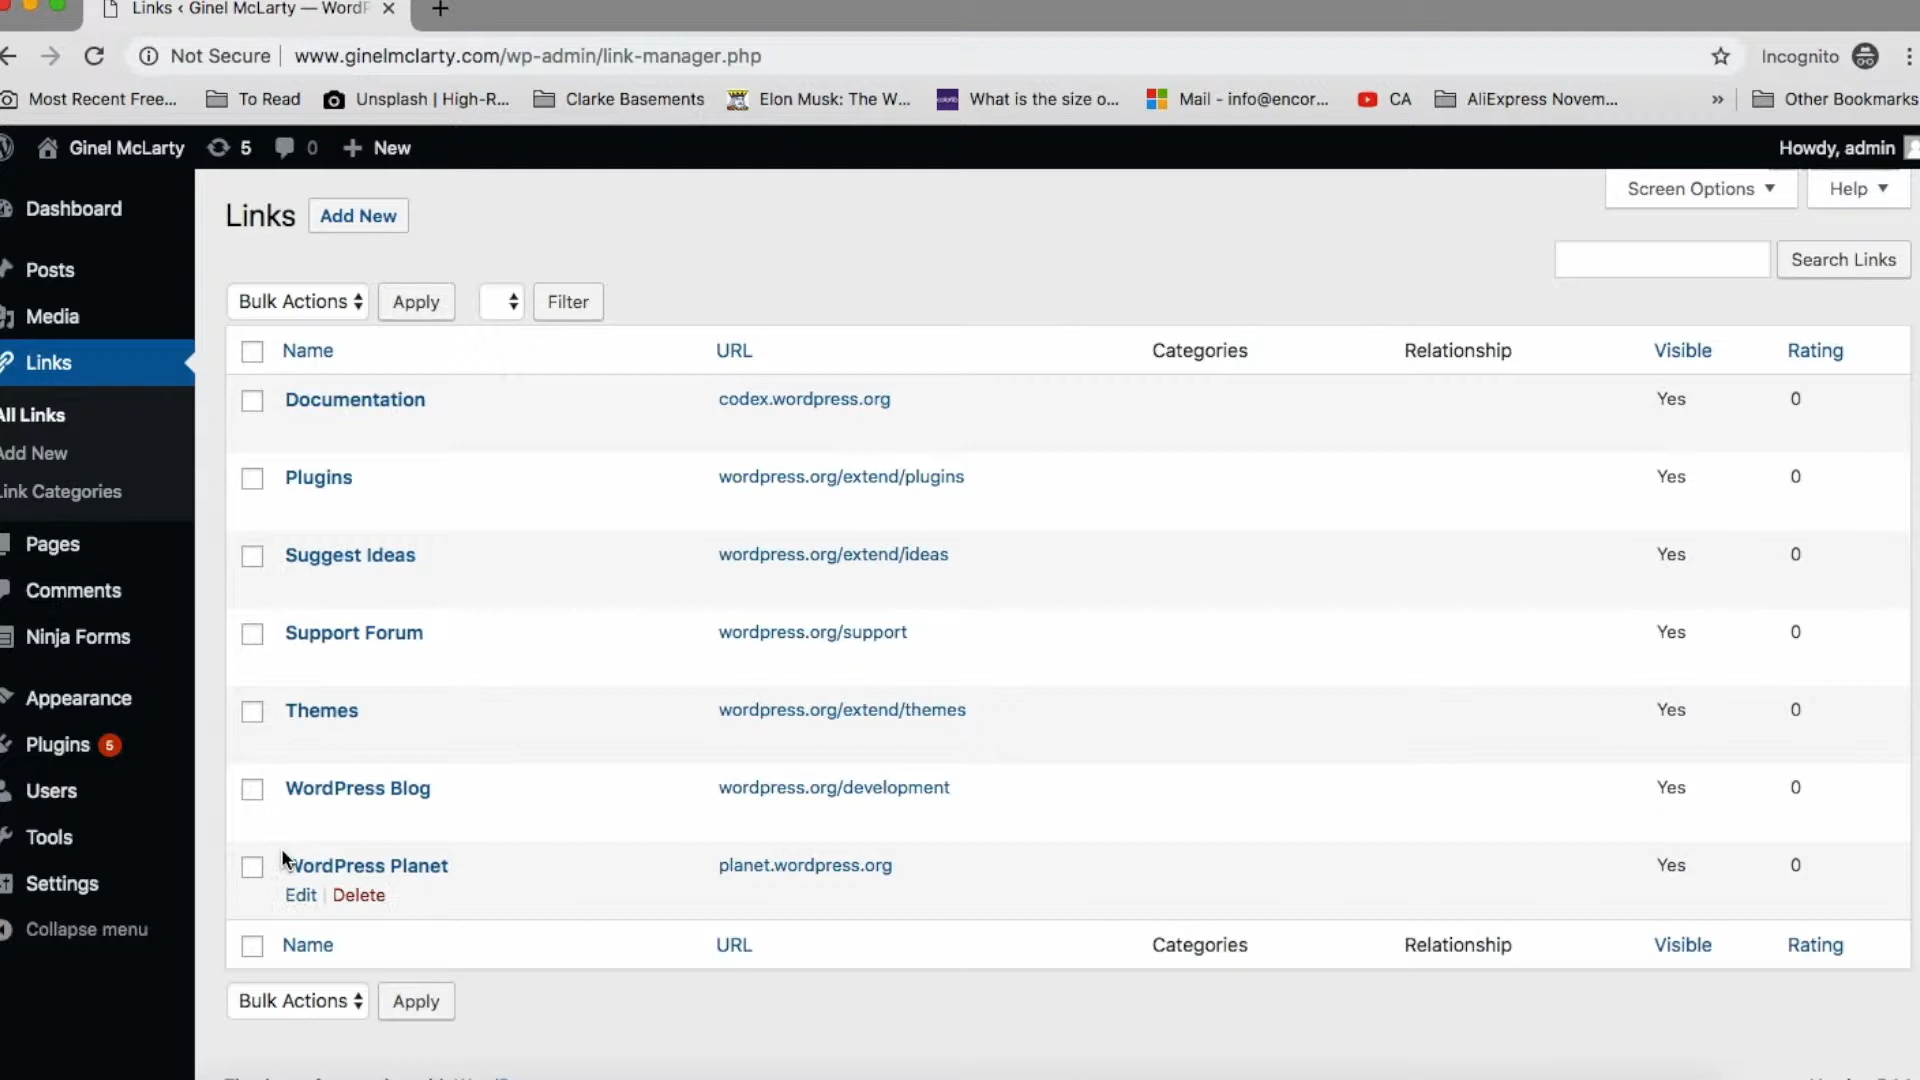 Links ‹ Ginel McLarty — WordP
Not Secure www.ginelmclarty.com/wp-admin/link-manager.php Incognito
Most Recent Free... To Read Unsplash | High-R... Clarke Basements Elon Musk: The W... What is the size o... Mail - info@encor... CA AliExpress Novem... » Other Bookmarks
Ginel McLarty 5 0 New Howdy, admin
Screen Options Help
Dashboard
Links Add New
Search Links
Posts
Bulk Actions Apply Filter
Media
Name URL Categories Relationship Visible Rating
Links
Documentation codex.wordpress.org Yes 0
All Links
Add New
Plugins wordpress.org/extend/plugins Yes 0
Link Categories
Pages
Suggest Ideas wordpress.org/extend/ideas Yes 0
Comments
Support Forum wordpress.org/support Yes 0
Ninja Forms
Appearance
Themes wordpress.org/extend/themes Yes 0
Plugins 5
Users
WordPress Blog wordpress.org/development Yes 0
Tools
WordPress Planet planet.wordpress.org Yes 0
Settings
Edit | Delete
Collapse menu
Name URL Categories Relationship Visible Rating
Bulk Actions Apply